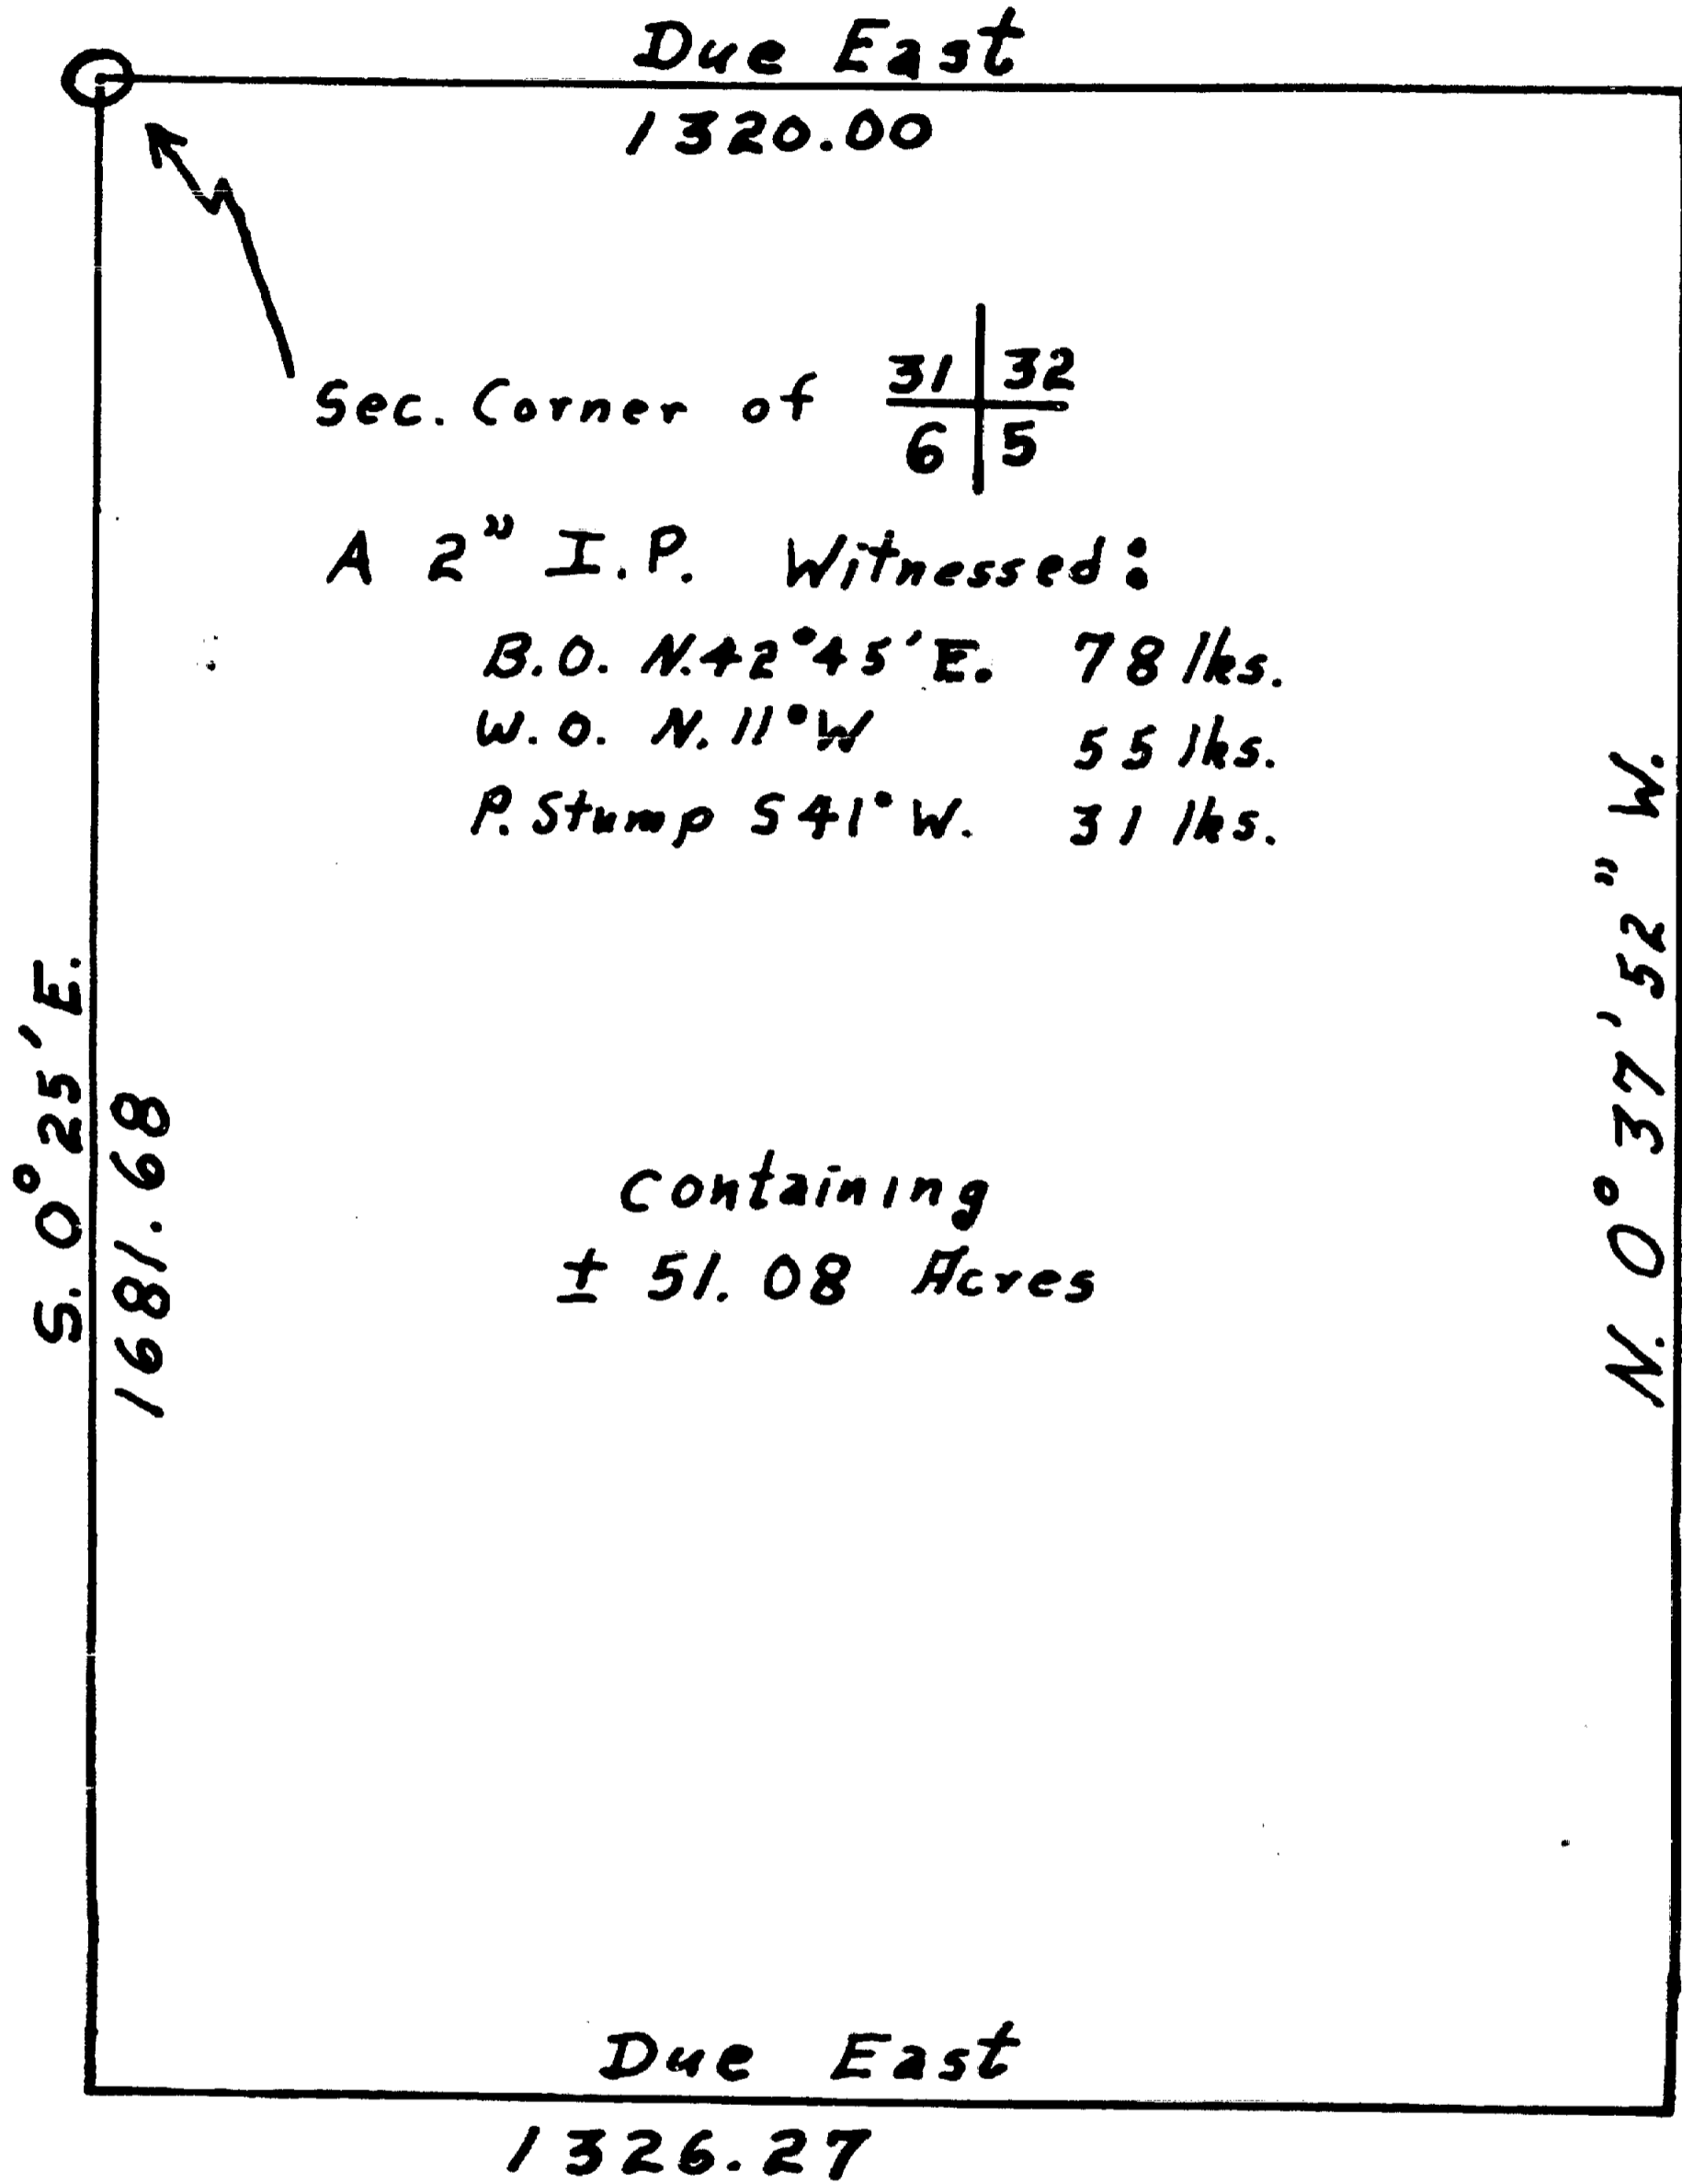 Due East
1320.00
Sec. Corner of 31 32
6 5
A 2" I.P. Witnessed:
B.O. N.42°45'E. 78 lks.
W.O. N.11°W 55 lks.
P. Stump S41°W. 31 lks.
S. 0°25'E.
1681.68
N. 0°37'52" W.
containing
± 51.08 Acres
Due East
1326.27